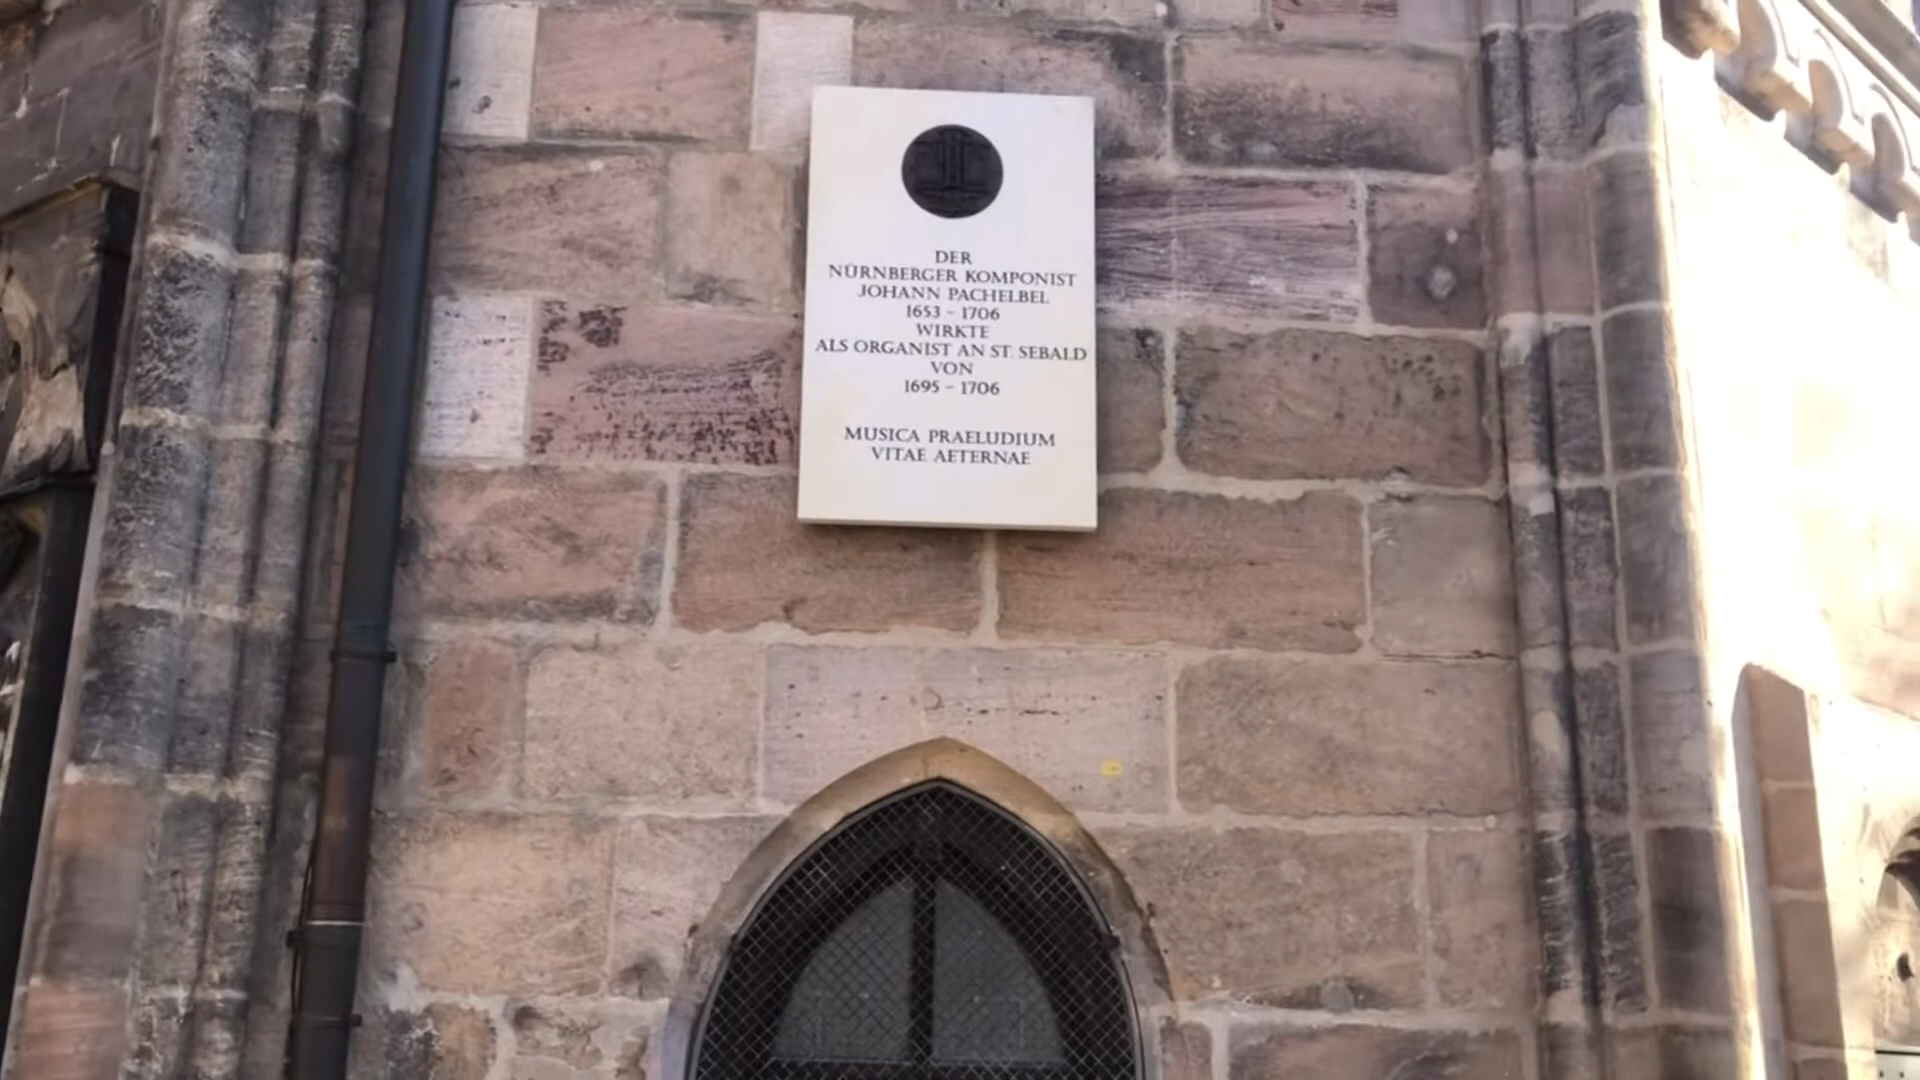 DER
NÜRNBERGER KOMPONIST
JOHANN PACHELBEL
1653 – 1706
WIRKTE
ALS ORGANIST AN ST. SEBALD
VON
1695 – 1706
MUSICA PRAELUDIUM
VITAE AETERNAE